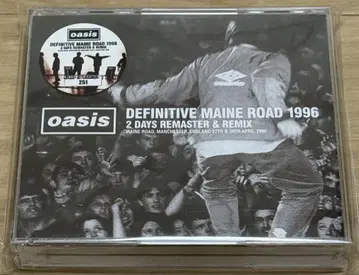 oasis
DEFINITIVE MAINE ROAD 1996
2 DAYS REMASTER & REMIX
291
oasis
DEFINITIVE MAINE ROAD 1996
2 DAYS REMASTER & REMIX
MAINE ROAD, MANCHESTER, ENGLAND 27TH & 28TH APRIL 1996